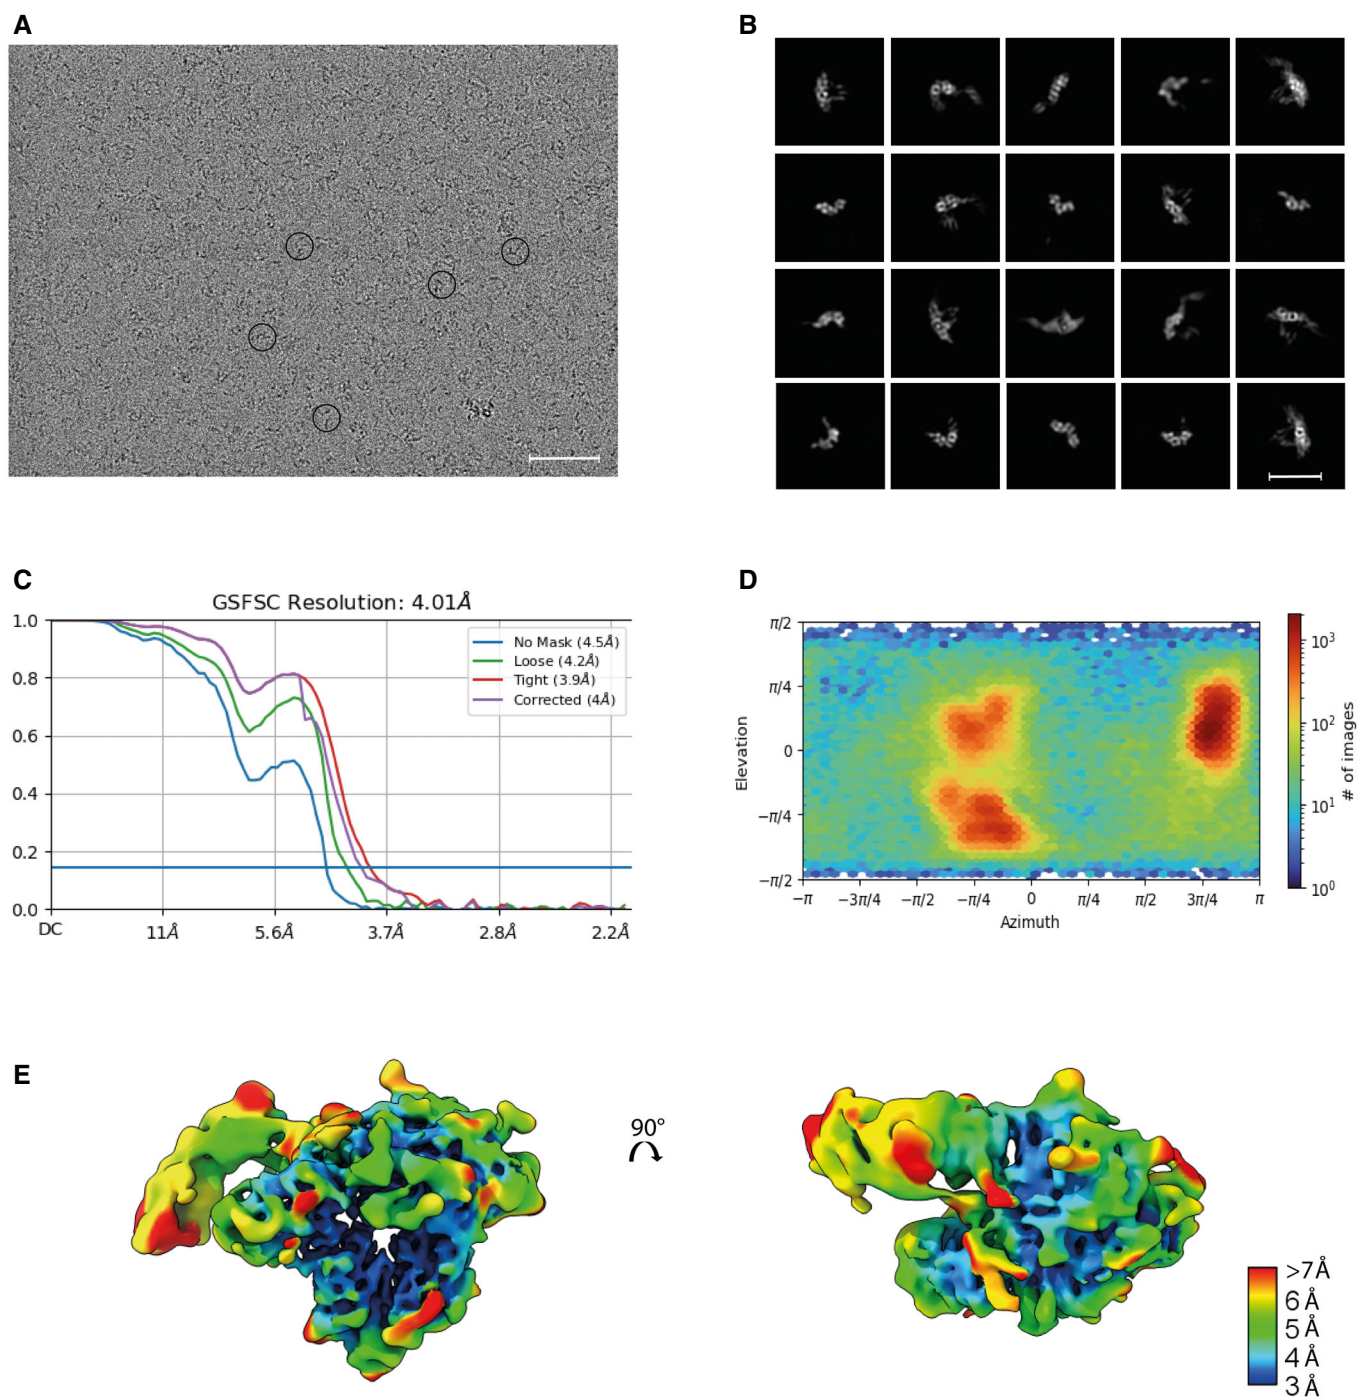 A
B
C
GSFSC Resolution: 4.01Å
1.0
0.8
0.6
0.4
0.2
0.0
No Mask (4.5Å)
Loose (4.2Å)
Tight (3.9Å)
Corrected (4Å)
DC
11Å
5.6Å
3.7Å
2.8Å
2.2Å
D
Elevation
π/2
π/4
0
−π/4
−π/2
−π
−3π/4
−π/2
−π/4
0
π/4
π/2
3π/4
π
Azimuth
10³
10²
10¹
10⁰
# of images
E
90°
>7Å
6Å
5Å
4Å
3Å